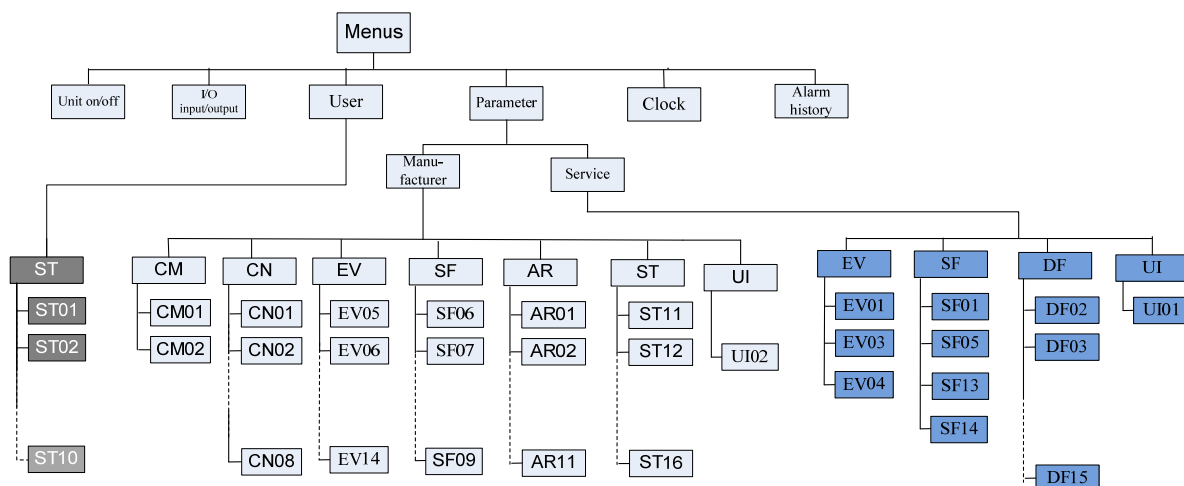 Menus
Unit on/off
I/O
input/output
User
Parameter
Clock
Alarm
history
Manu-
facturer
Service
ST
CM
CN
EV
SF
AR
ST
UI
EV
SF
DF
UI
ST01
CM01
CN01
EV05
SF06
AR01
ST11
EV01
SF01
DF02
UI01
ST02
CM02
CN02
EV06
SF07
AR02
ST12
UI02
EV03
SF05
DF03
EV04
SF13
SF14
ST10
CN08
EV14
SF09
AR11
ST16
DF15